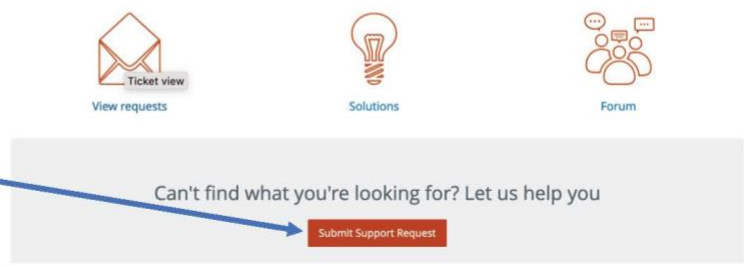 Ticket view
View requests
Solutions
Forum
Can't find what you're looking for? Let us help you
Submit Support Request